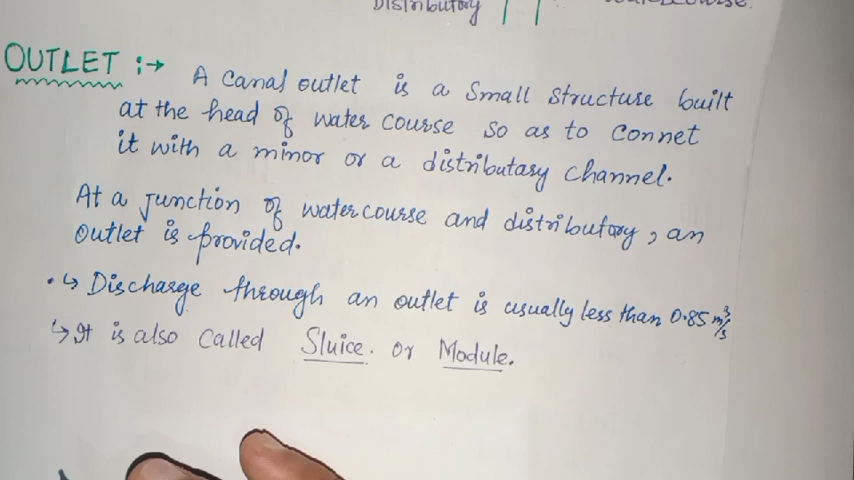 Distributory
OUTLET :→ A canal outlet is a small structure built
at the head of water course so as to connet
it with a minor or a distributary channel.
At a junction of watercourse and distributory, an
outlet is provided.
• ↳ Discharge through an outlet is usually less than 0.85 m³/s
↳ It is also called Sluice. or Module.